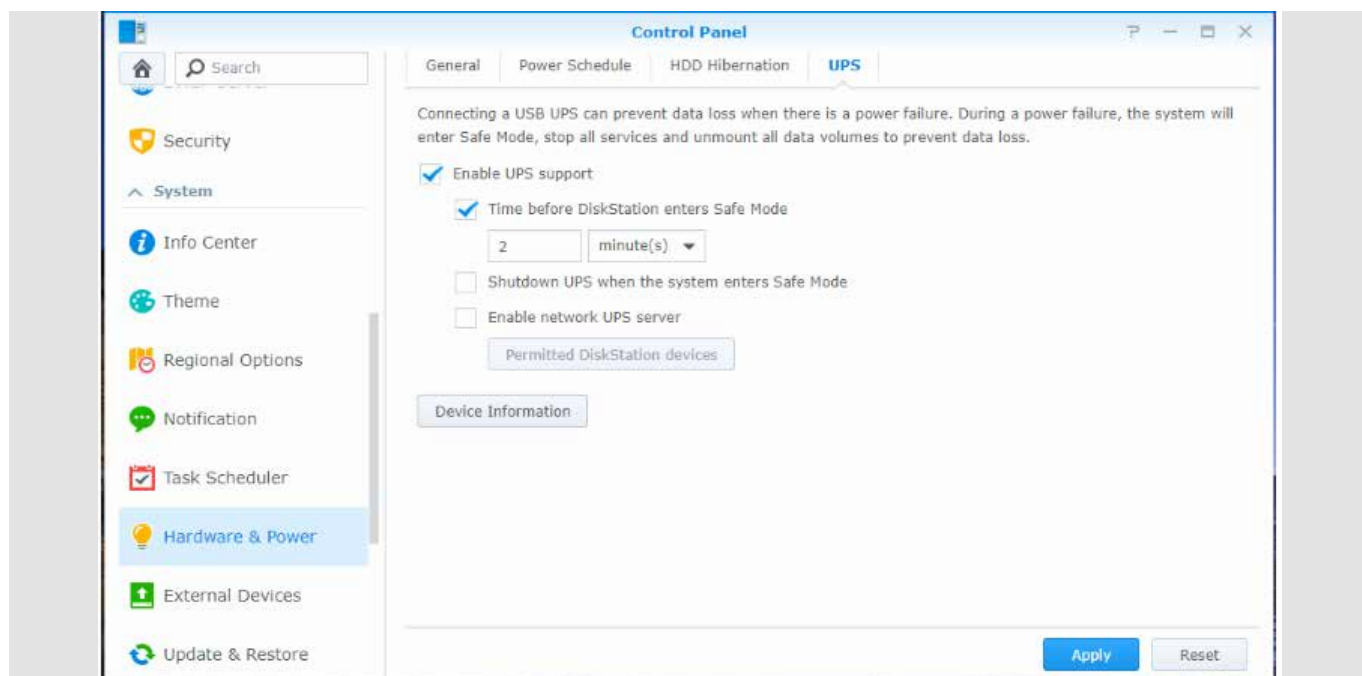 Control Panel
Search
General Power Schedule HDD Hibernation UPS
Connecting a USB UPS can prevent data loss when there is a power failure. During a power failure, the system will
enter Safe Mode, stop all services and unmount all data volumes to prevent data loss.
Security
Enable UPS support
System
Time before DiskStation enters Safe Mode
Info Center
2 minute(s)
Shutdown UPS when the system enters Safe Mode
Theme
Enable network UPS server
Regional Options
Permitted DiskStation devices
Notification
Device Information
Task Scheduler
Hardware & Power
External Devices
Update & Restore
Apply Reset